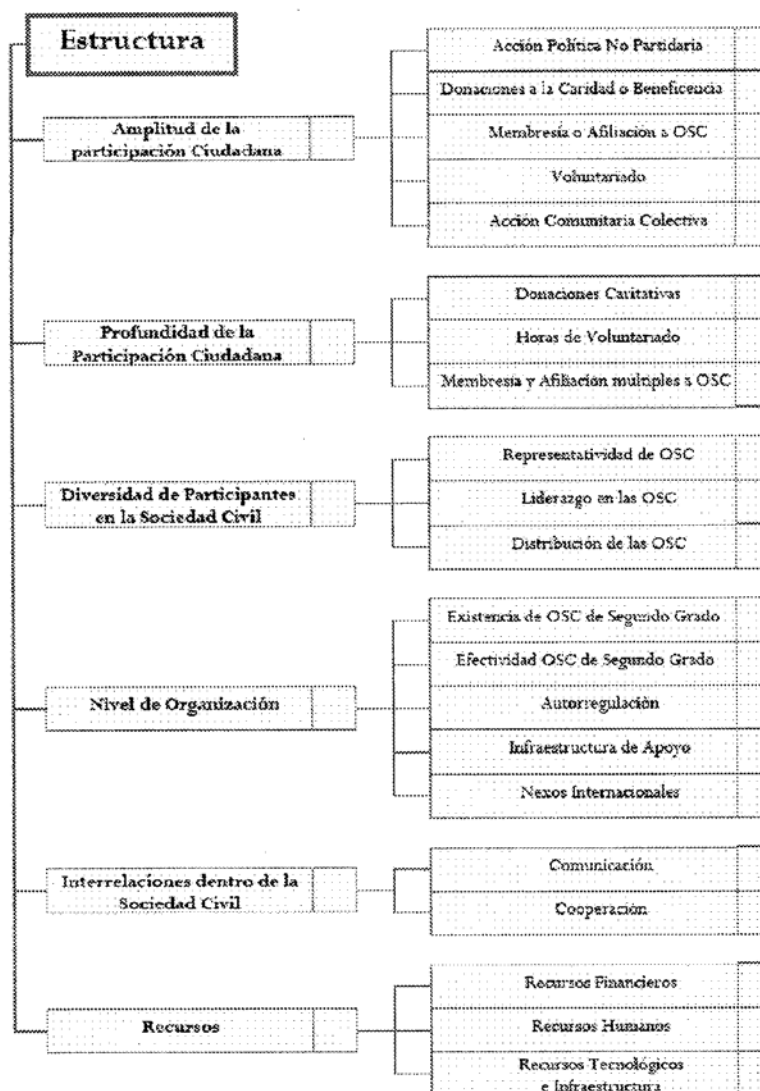 Estructura
Amplitud de la
participación Ciudadana
Acción Política No Partidaria
Donaciones a la Caridad o Beneficencia
Membresía o Afiliación a OSC
Voluntariado
Acción Comunitaria Colectiva
Profundidad de la
Participación Ciudadana
Donaciones Caritativas
Horas de Voluntariado
Membresía y Afiliación múltiples a OSC
Diversidad de Participantes
en la Sociedad Civil
Representatividad de OSC
Liderazgo en las OSC
Distribución de las OSC
Nivel de Organización
Existencia de OSC de Segundo Grado
Efectividad OSC de Segundo Grado
Autorregulación
Infraestructura de Apoyo
Nexos Internacionales
Interrelaciones dentro de la
Sociedad Civil
Comunicación
Cooperación
Recursos
Recursos Financieros
Recursos Humanos
Recursos Tecnológicos
e Infraestructura